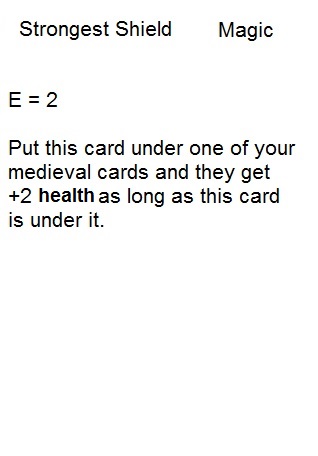 Strongest Shield Magic
E = 2
Put this card under one of your
medieval cards and they get
+2 health as long as this card
is under it.